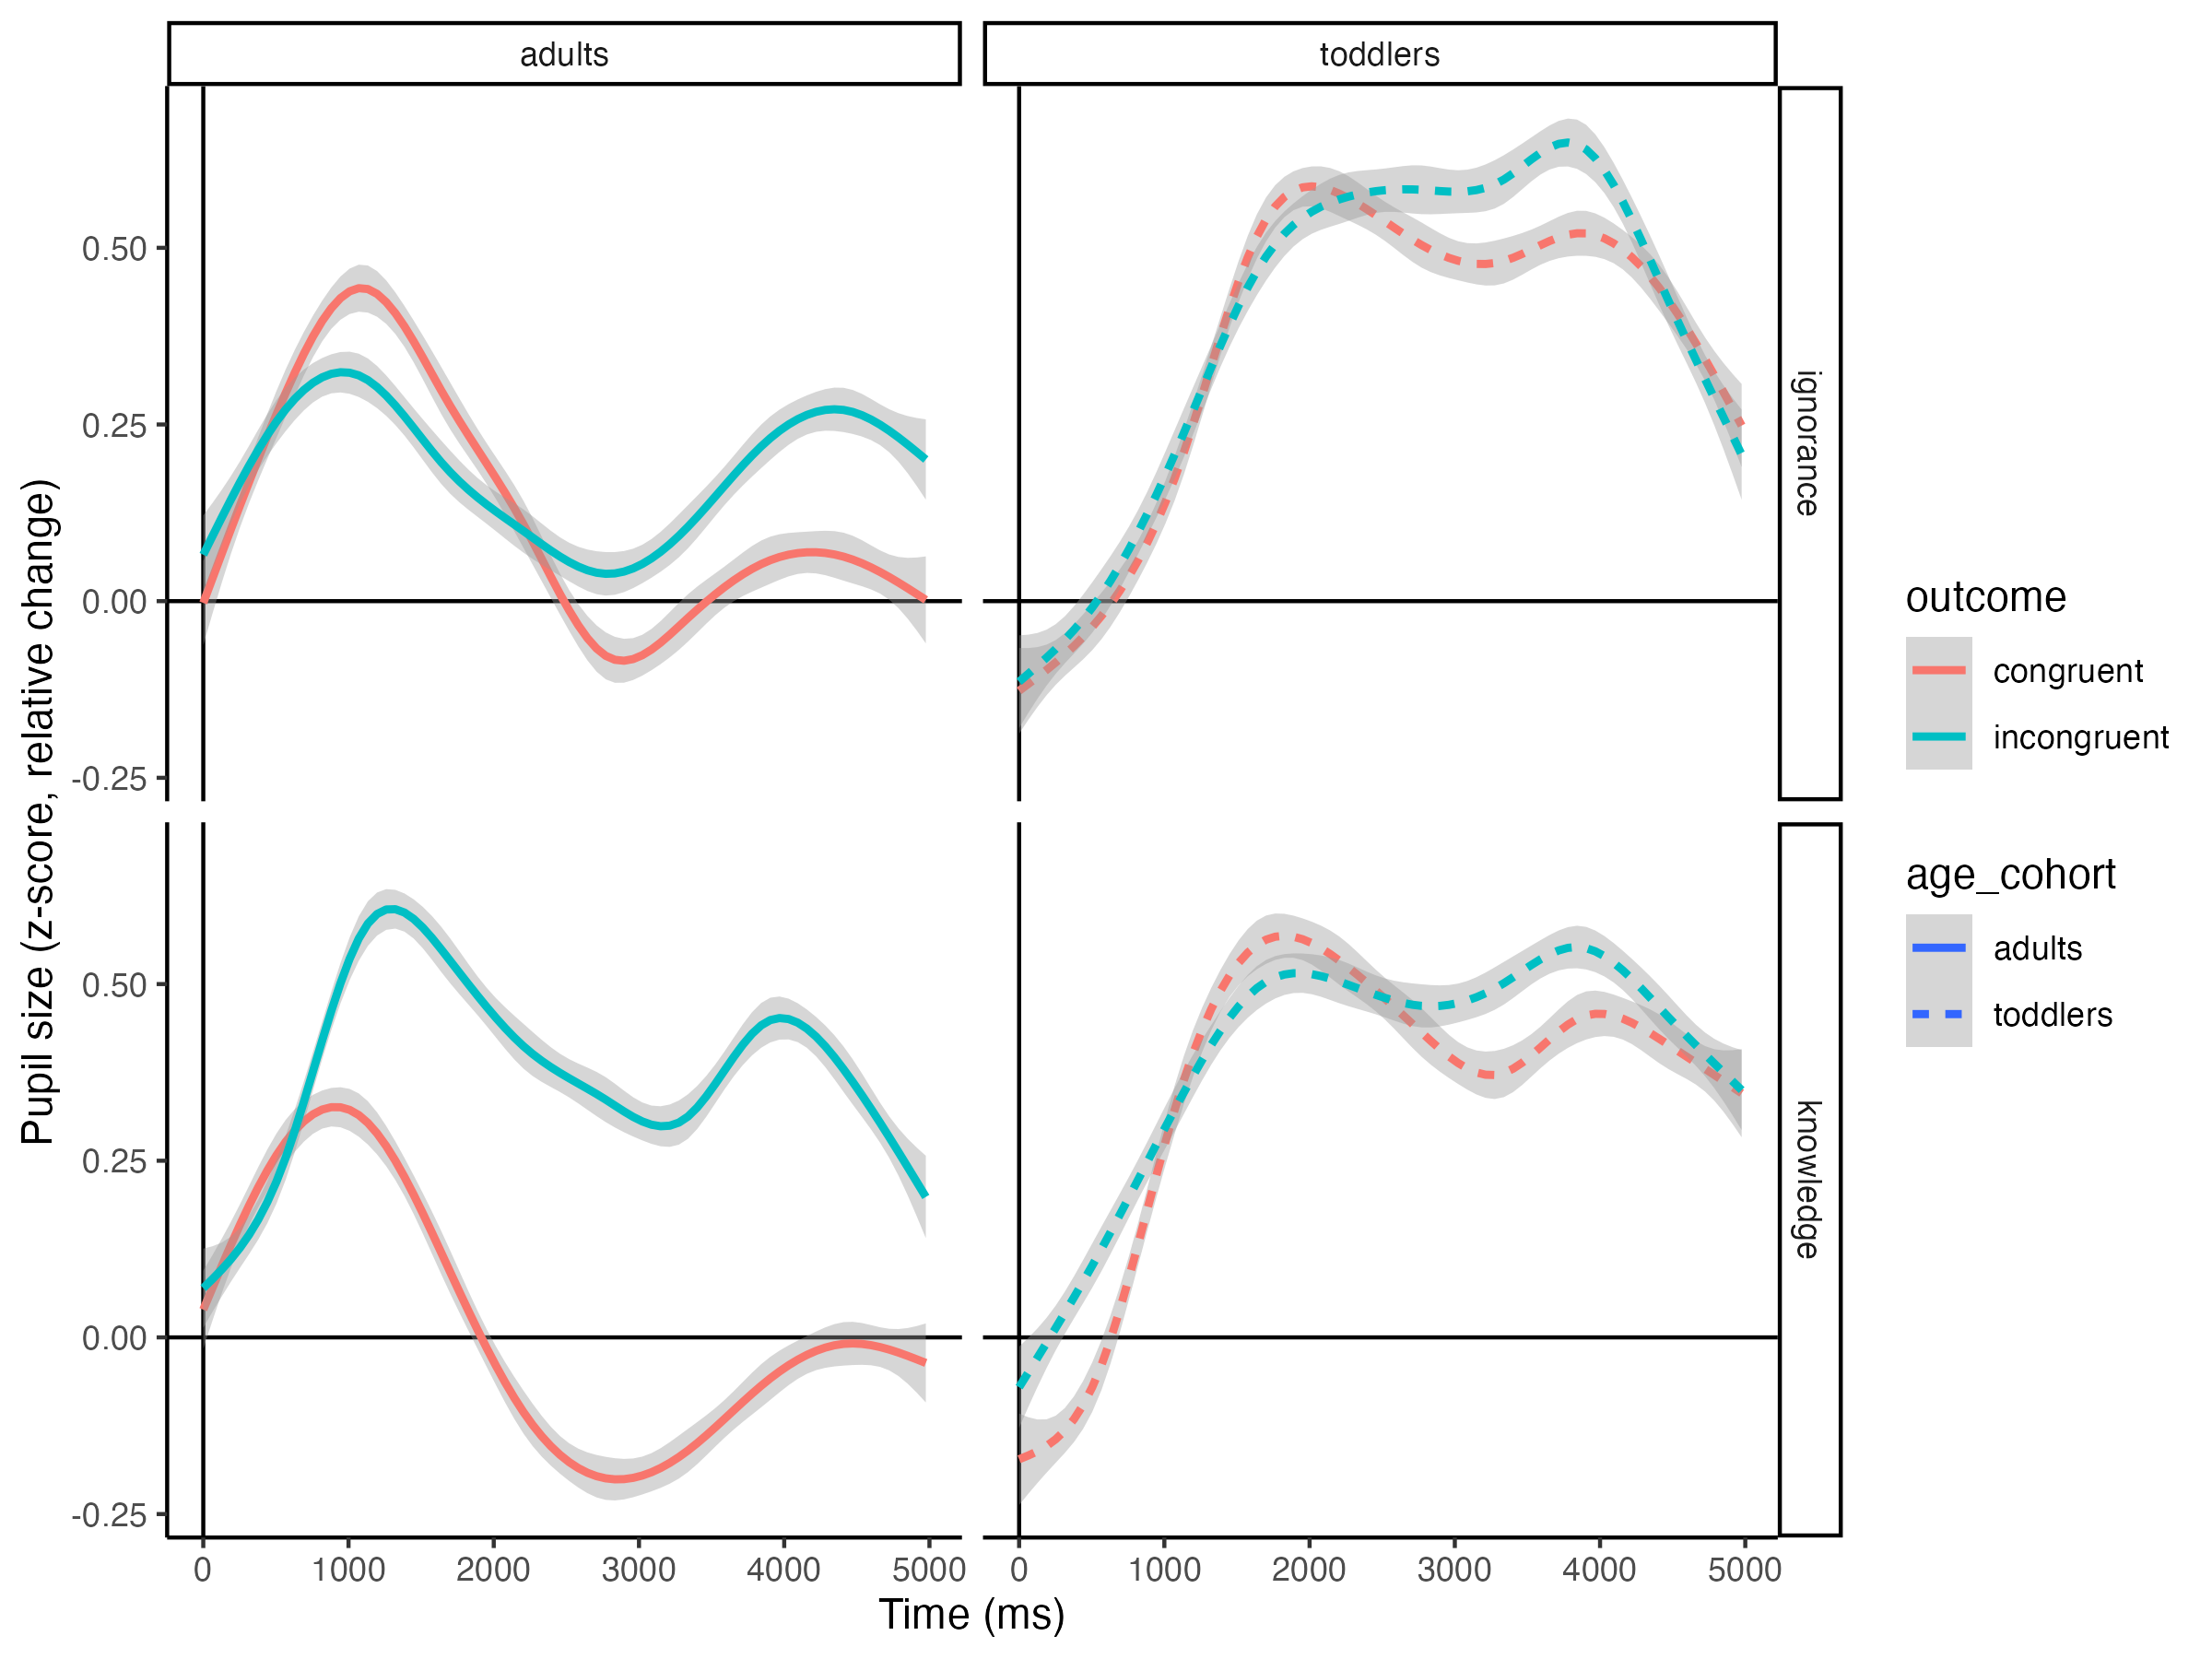 adults
toddlers
Pupil size (z-score, relative change)
0.50
0.25
0.00
-0.25
ignorance
0.50
0.25
0.00
-0.25
knowledge
0 1000 2000 3000 4000 5000
0 1000 2000 3000 4000 5000
Time (ms)
outcome
congruent
incongruent
age_cohort
adults
toddlers